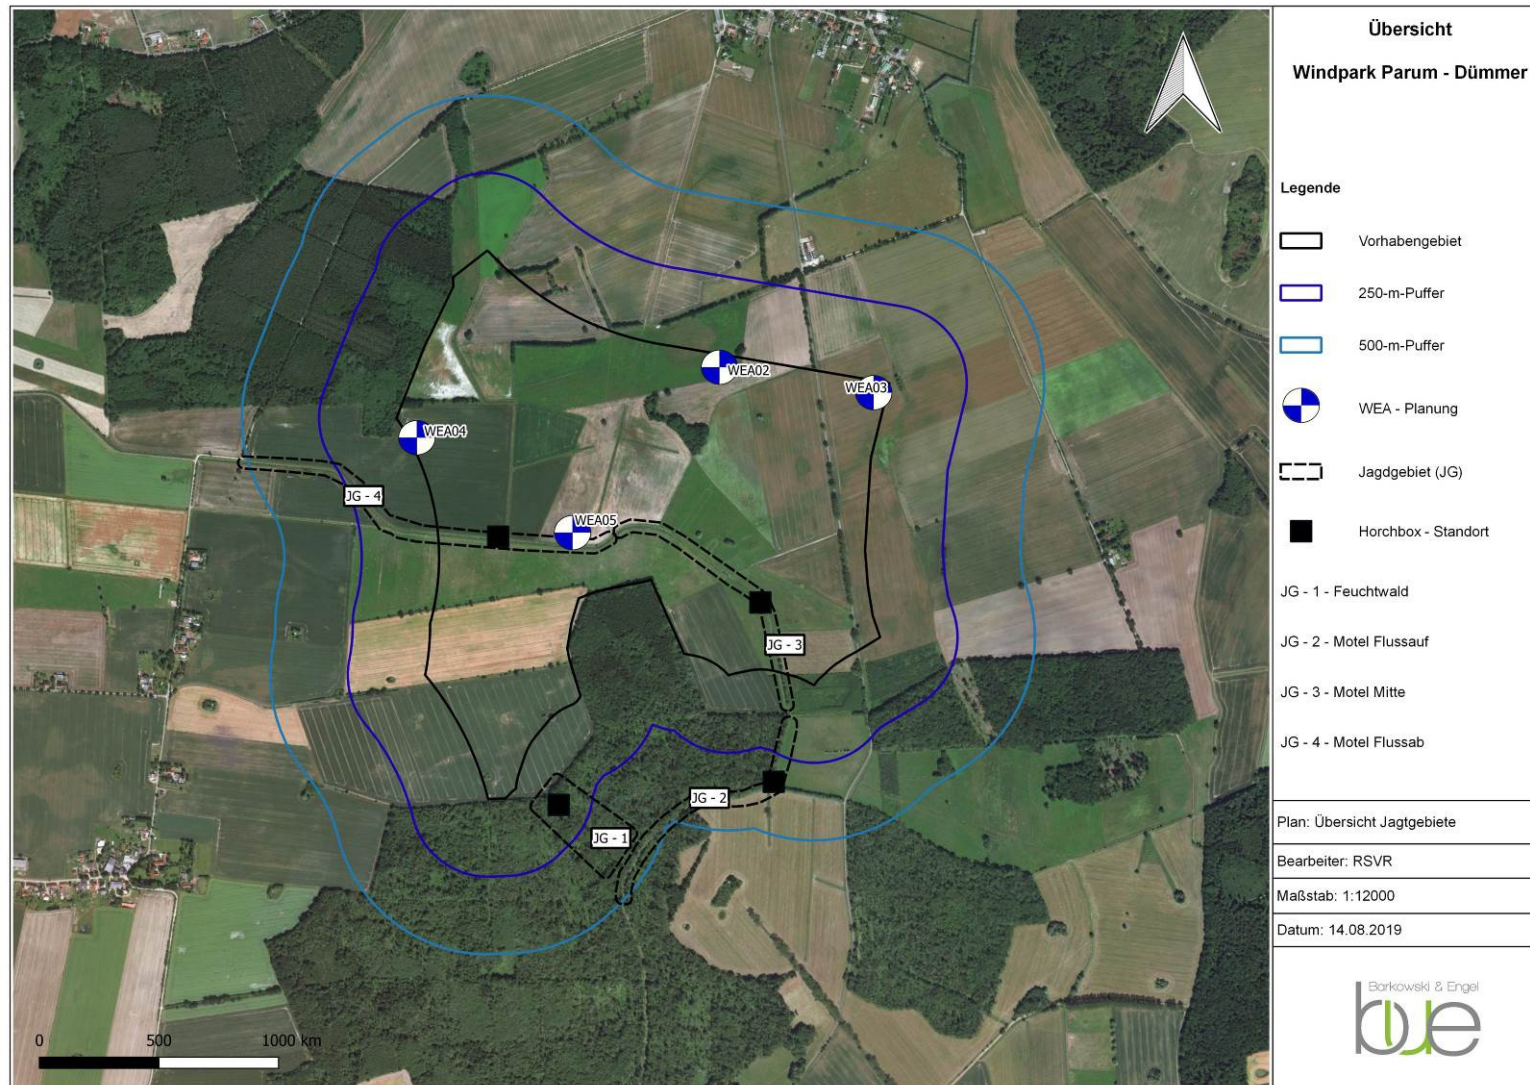 Übersicht
Windpark Parum - Dümmer
Legende
Vorhabengebiet
250-m-Puffer
500-m-Puffer
WEA - Planung
Jagdgebiet (JG)
Horchbox - Standort
JG - 1 - Feuchtwald
JG - 2 - Motel Flussauf
JG - 3 - Motel Mitte
JG - 4 - Motel Flussab
Plan: Übersicht Jagtgebiete
Bearbeiter: RSVR
Maßstab: 1:12000
Datum: 14.08.2019
Barkowski & Engel
bue
WEA02
WEA03
WEA04
JG - 4
WEA05
JG - 3
JG - 2
JG - 1
0 500 1000 km